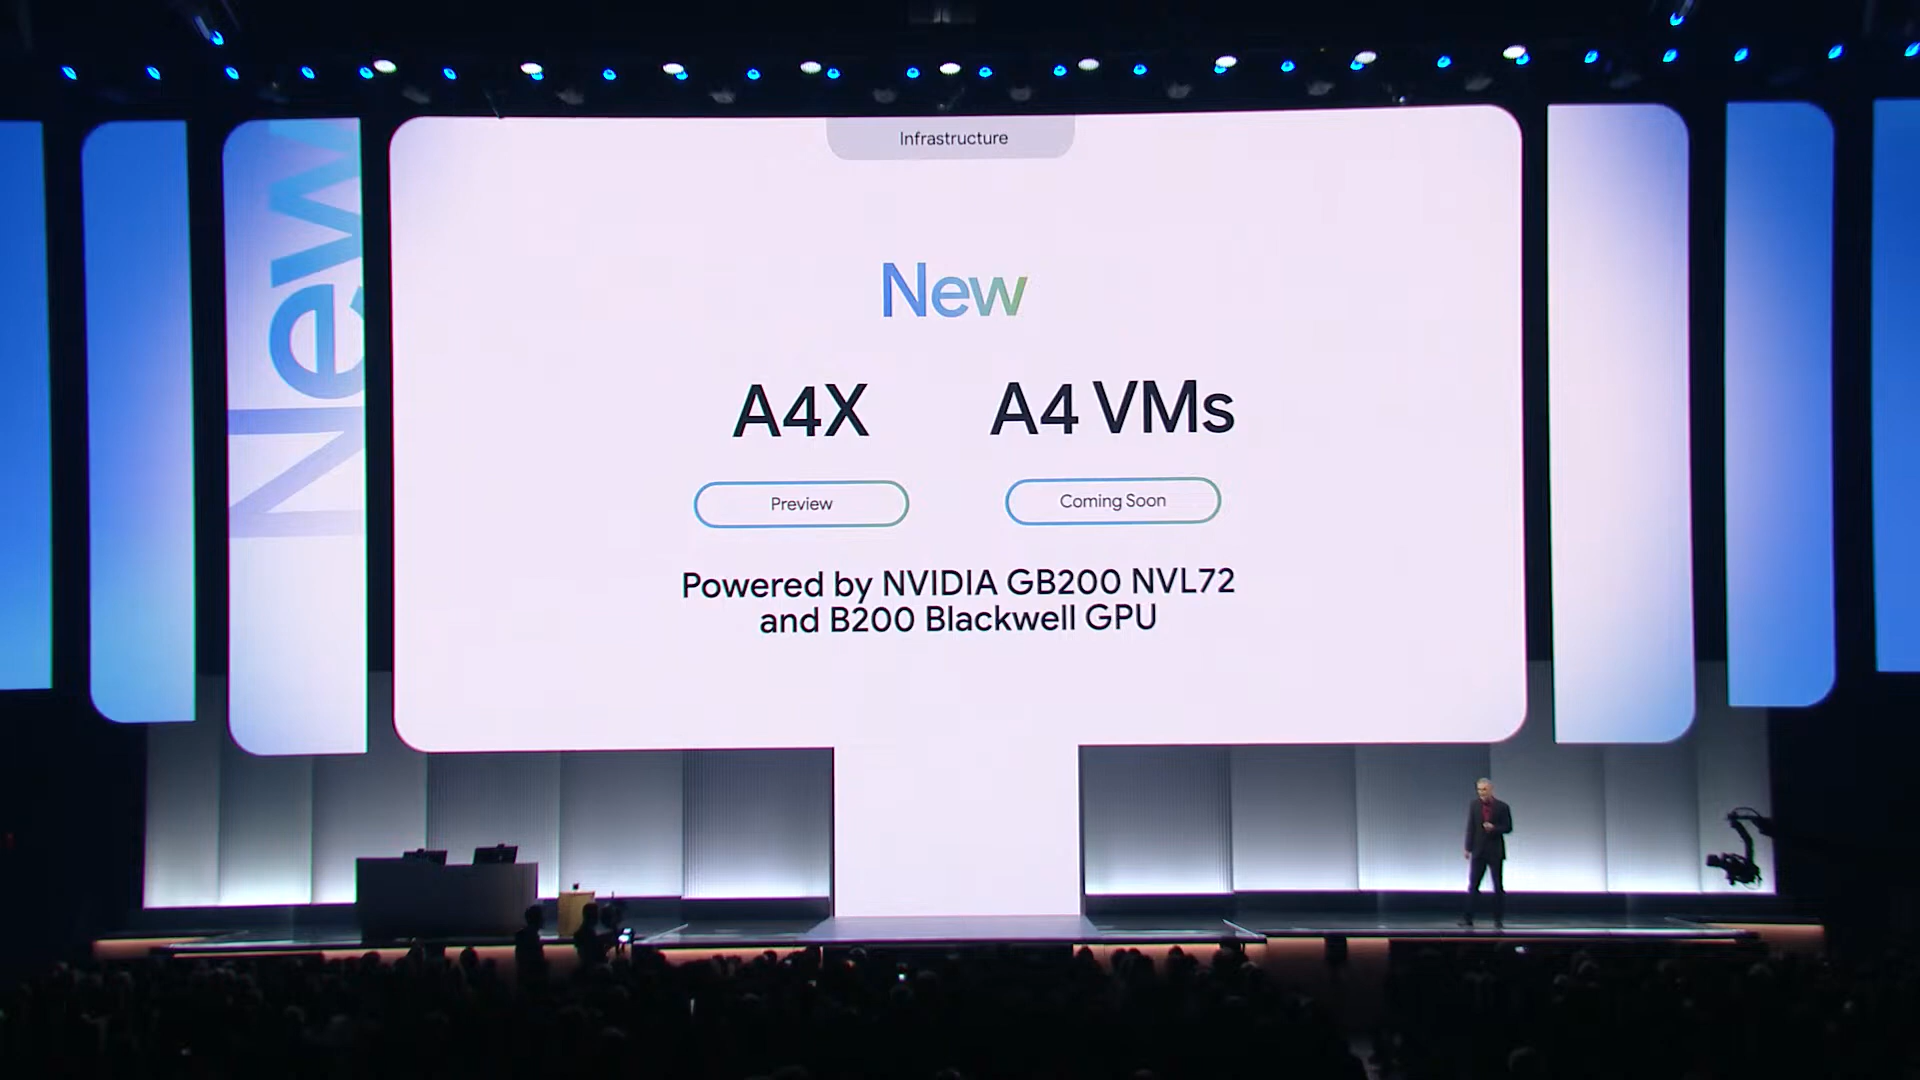 Infrastructure
New
New
A4X
A4 VMs
Preview
Coming Soon
Powered by NVIDIA GB200 NVL72
and B200 Blackwell GPU